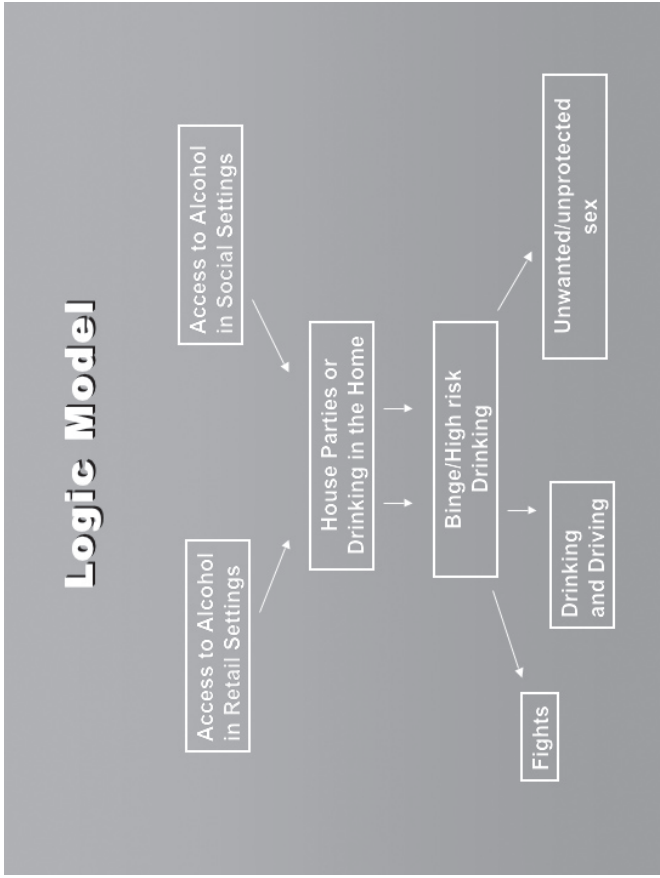 Logic Model
Access to Alcohol
in Retail Settings
Access to Alcohol
in Social Settings
House Parties or
Drinking in the Home
Binge/High risk
Drinking
Fights
Drinking
and Driving
Unwanted/unprotected
sex